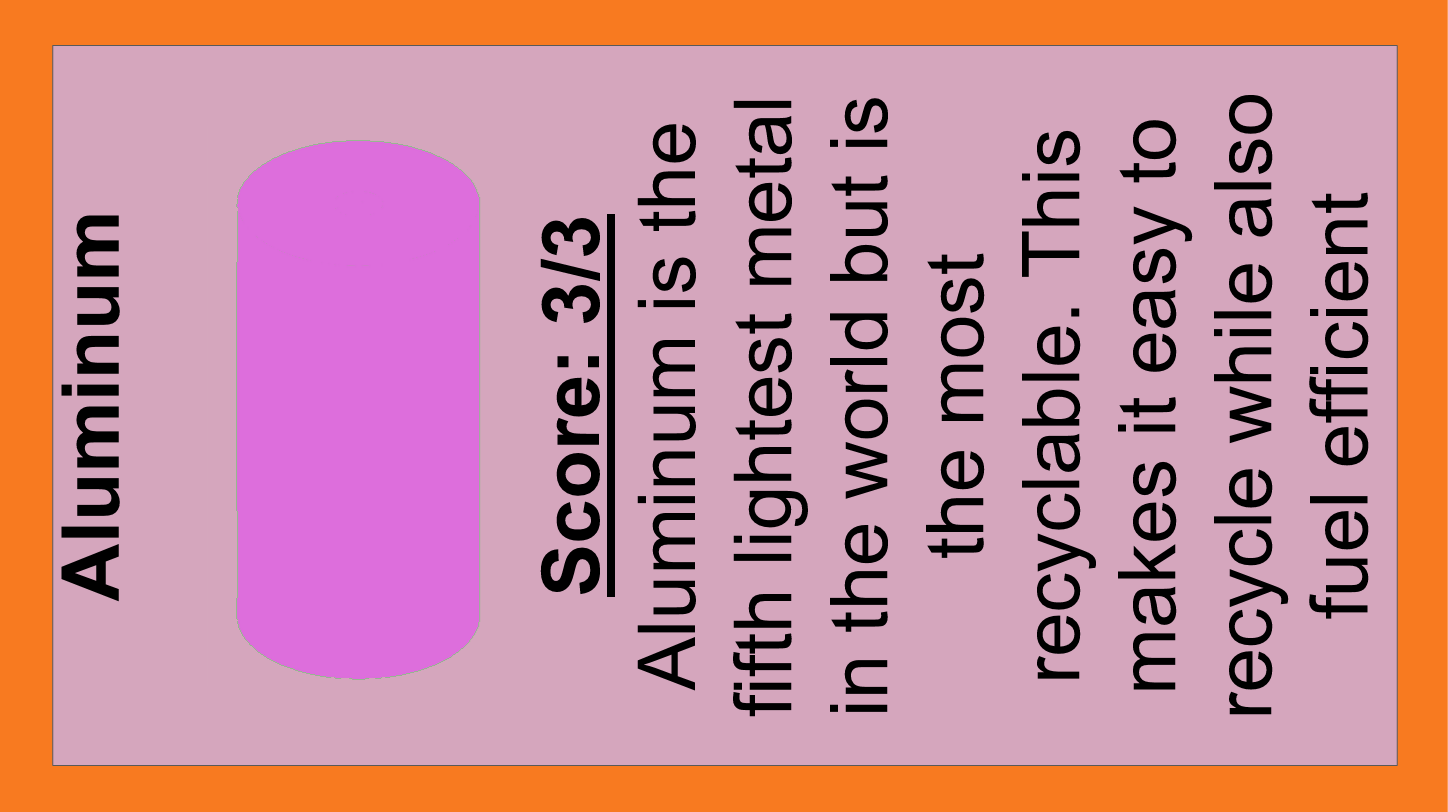 Aluminum
Score: 3/3
Aluminum is the
fifth lightest metal
in the world but is
the most
recyclable. This
makes it easy to
recycle while also
fuel efficient